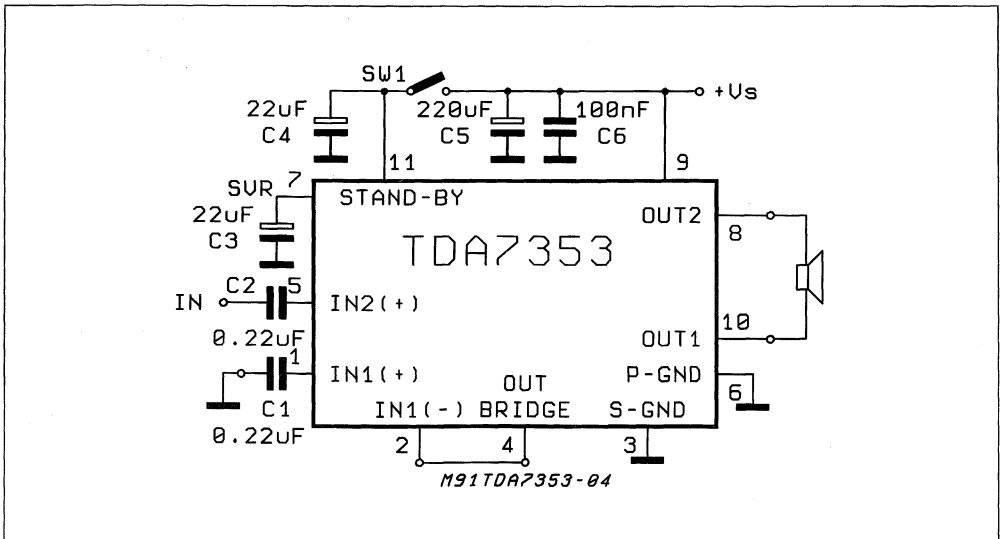 SW1
+Vs
22uF
C4
220uF
C5
100nF
C6
11
9
7
SVR
STAND-BY
22uF
C3
OUT2
8
TDA7353
C2
5
IN
IN2(+)
0.22uF
10
OUT1
1
IN1(+)
P-GND
6
C1
OUT
IN1(-)
BRIDGE
S-GND
0.22uF
2
4
3
M91TDA7353-04